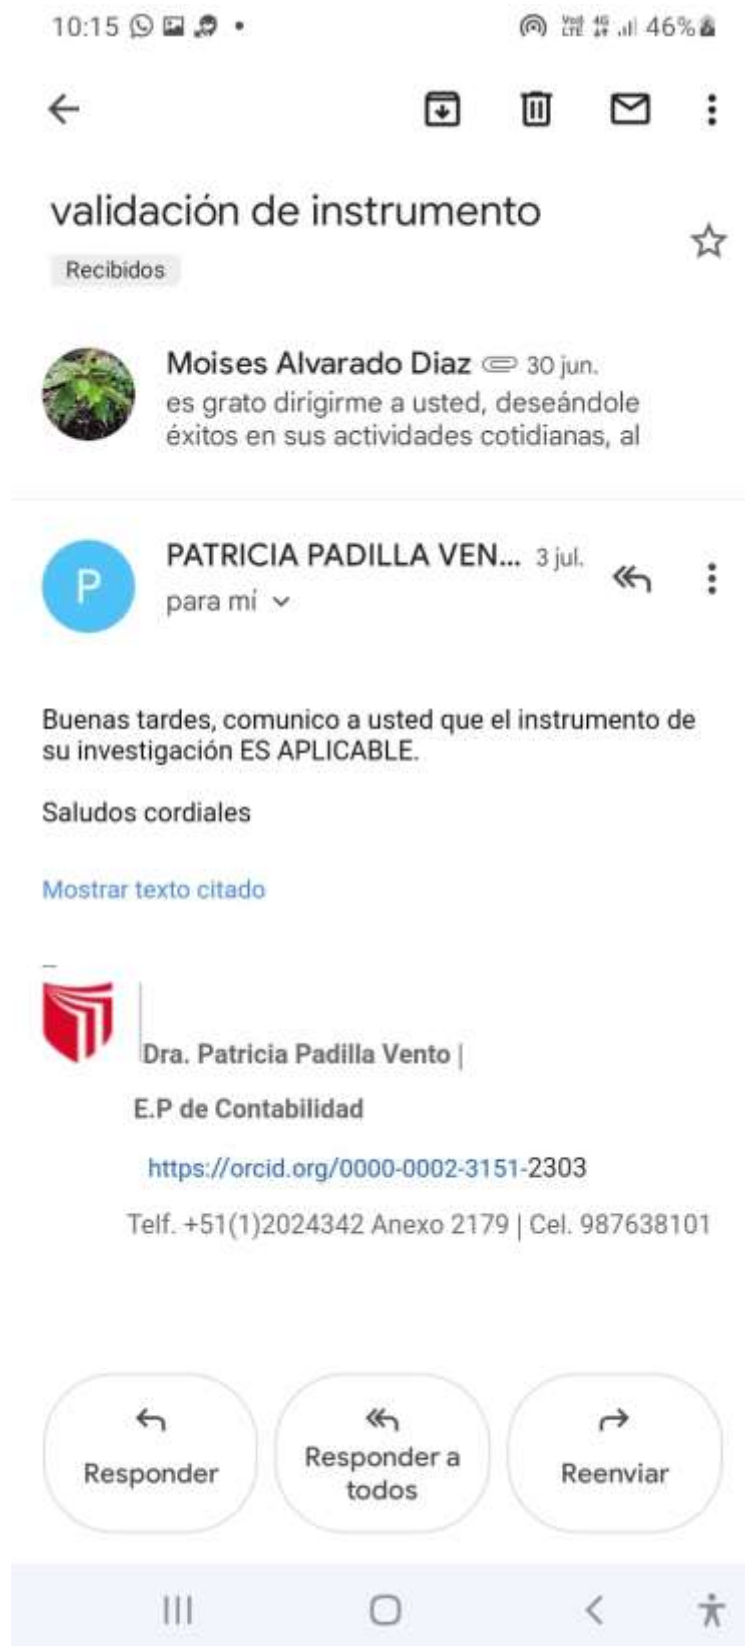 10:15
46%
validación de instrumento
Recibidos
Moises Alvarado Diaz 30 jun.
es grato dirigirme a usted, deseándole
éxitos en sus actividades cotidianas, al
P
PATRICIA PADILLA VEN... 3 jul.
para mí
Buenas tardes, comunico a usted que el instrumento de
su investigación ES APLICABLE.
Saludos cordiales
Mostrar texto citado
--
Dra. Patricia Padilla Vento |
E.P de Contabilidad
https://orcid.org/0000-0002-3151-2303
Telf. +51(1)2024342 Anexo 2179 | Cel. 987638101
Responder
Responder a
todos
Reenviar